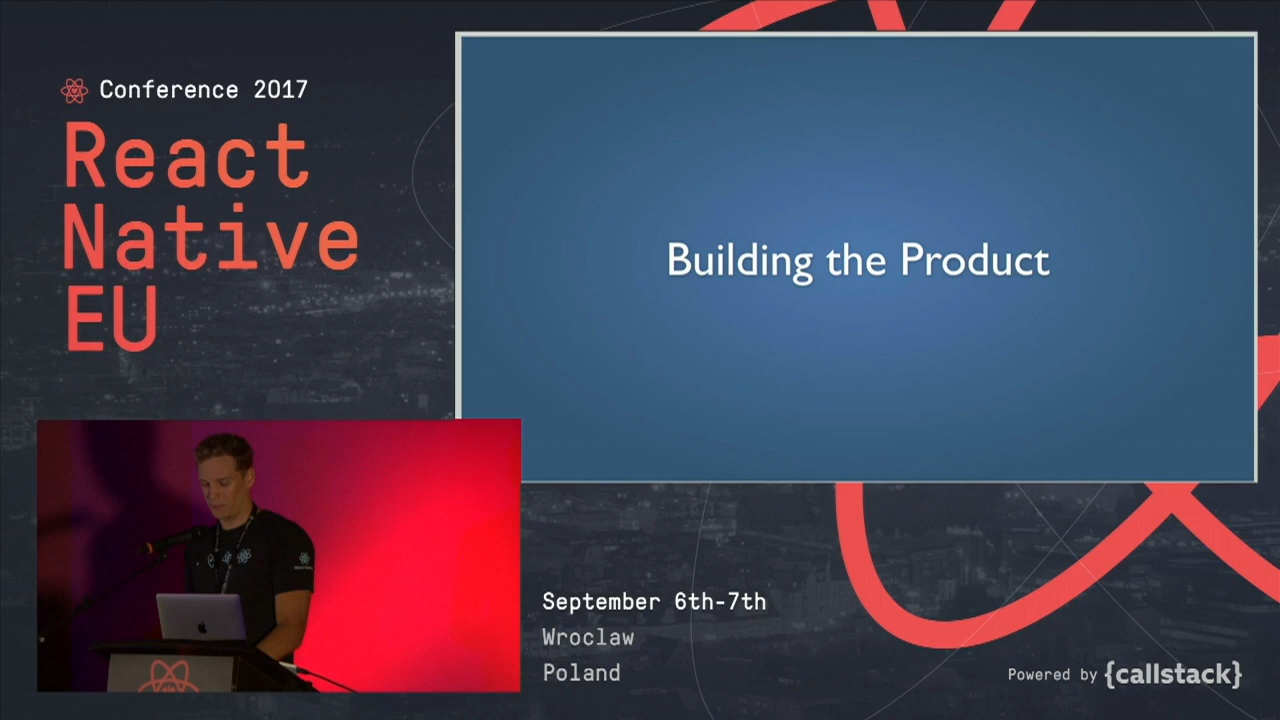 Conference 2017
React
Native
EU
Building the Product
September 6th-7th
Wroclaw
Poland
Powered by {callstack}